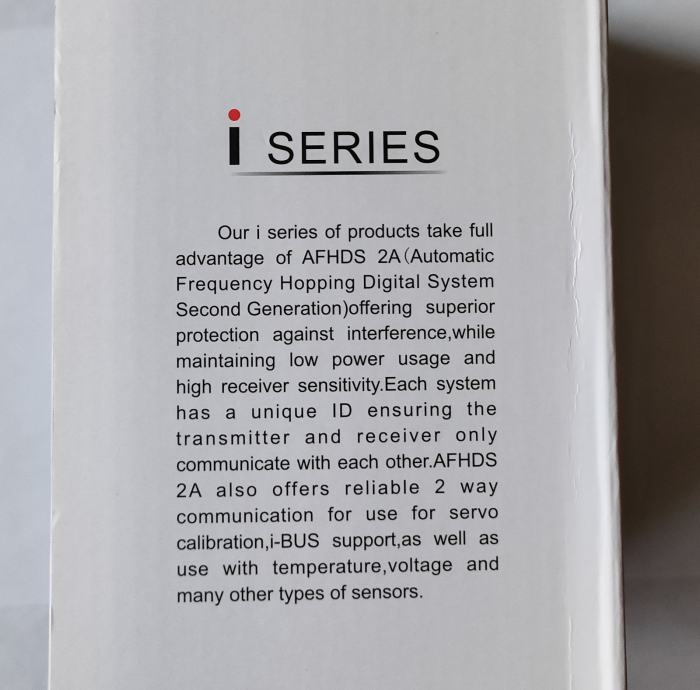 i SERIES
Our i series of products take full
advantage of AFHDS 2A(Automatic
Frequency Hopping Digital System
Second Generation)offering superior
protection against interference,while
maintaining low power usage and
high receiver sensitivity.Each system
has a unique ID ensuring the
transmitter and receiver only
communicate with each other.AFHDS
2A also offers reliable 2 way
communication for use for servo
calibration,i-BUS support,as well as
use with temperature,voltage and
many other types of sensors.